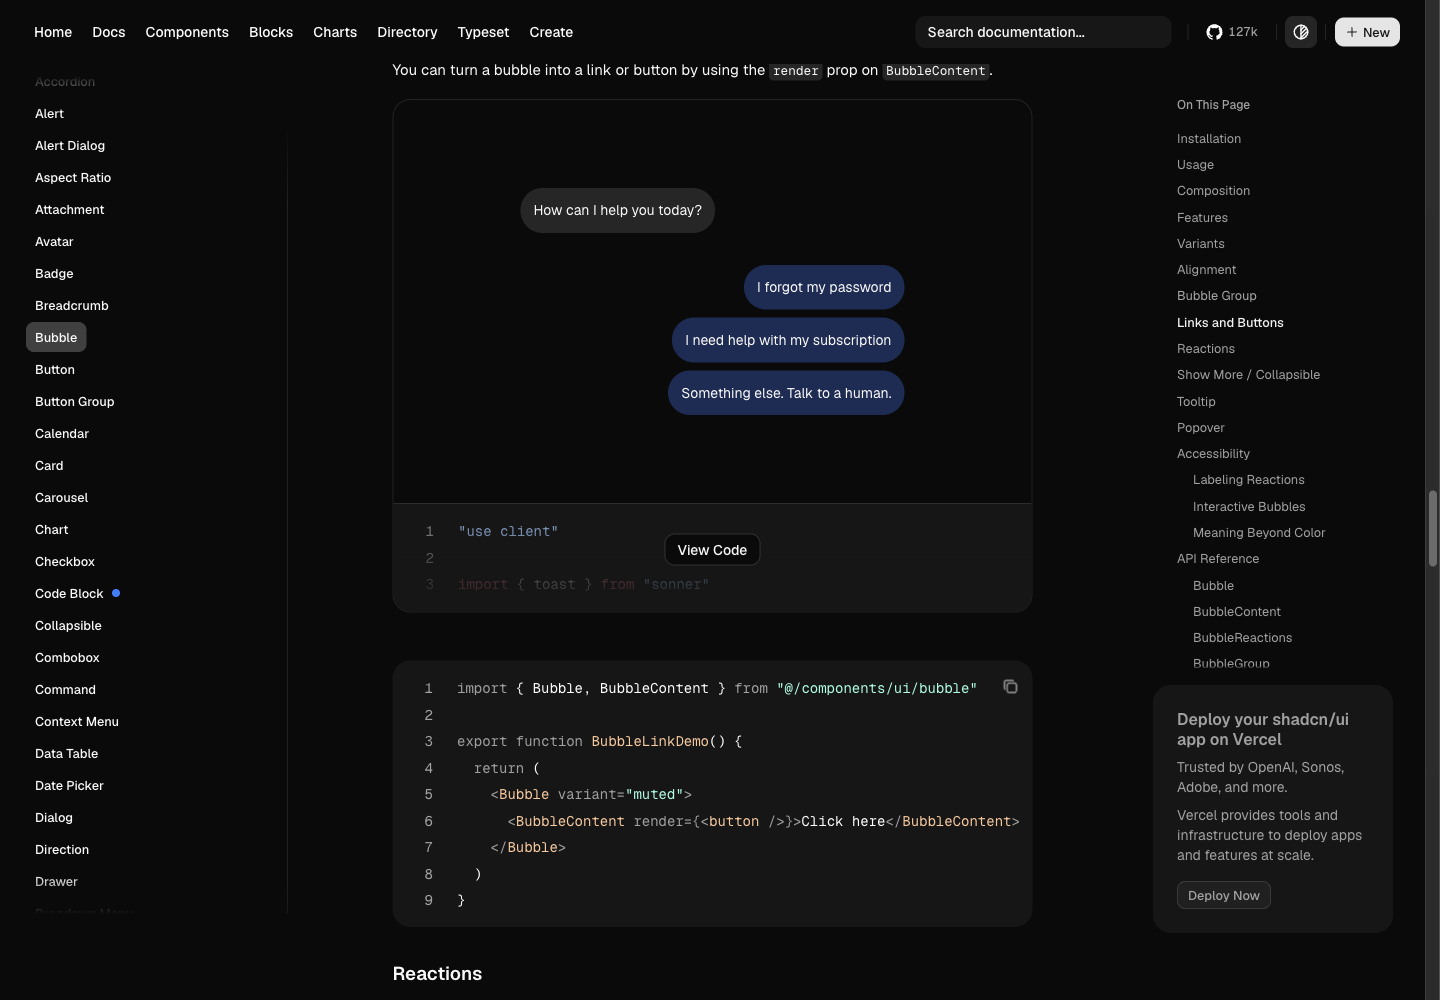 Home Docs Components Blocks Charts Directory Typeset Create
Search documentation...
127k
New
Accordion
Alert
Alert Dialog
Aspect Ratio
Attachment
Avatar
Badge
Breadcrumb
Bubble
Button
Button Group
Calendar
Card
Carousel
Chart
Checkbox
Code Block
Collapsible
Combobox
Command
Context Menu
Data Table
Date Picker
Dialog
Direction
Drawer
Dropdown Menu
You can turn a bubble into a link or button by using the render prop on BubbleContent.
How can I help you today?
I forgot my password
I need help with my subscription
Something else. Talk to a human.
1 "use client"
2
3 import { toast } from "sonner"
View Code
1 import { Bubble, BubbleContent } from "@/components/ui/bubble"
2
3 export function BubbleLinkDemo() {
4 return (
5 <Bubble variant="muted">
6 <BubbleContent render={<button />}>Click here</BubbleContent>
7 </Bubble>
8 )
9 }
Reactions
On This Page
Installation
Usage
Composition
Features
Variants
Alignment
Bubble Group
Links and Buttons
Reactions
Show More / Collapsible
Tooltip
Popover
Accessibility
Labeling Reactions
Interactive Bubbles
Meaning Beyond Color
API Reference
Bubble
BubbleContent
BubbleReactions
BubbleGroup
Deploy your shadcn/ui
app on Vercel
Trusted by OpenAI, Sonos,
Adobe, and more.
Vercel provides tools and
infrastructure to deploy apps
and features at scale.
Deploy Now